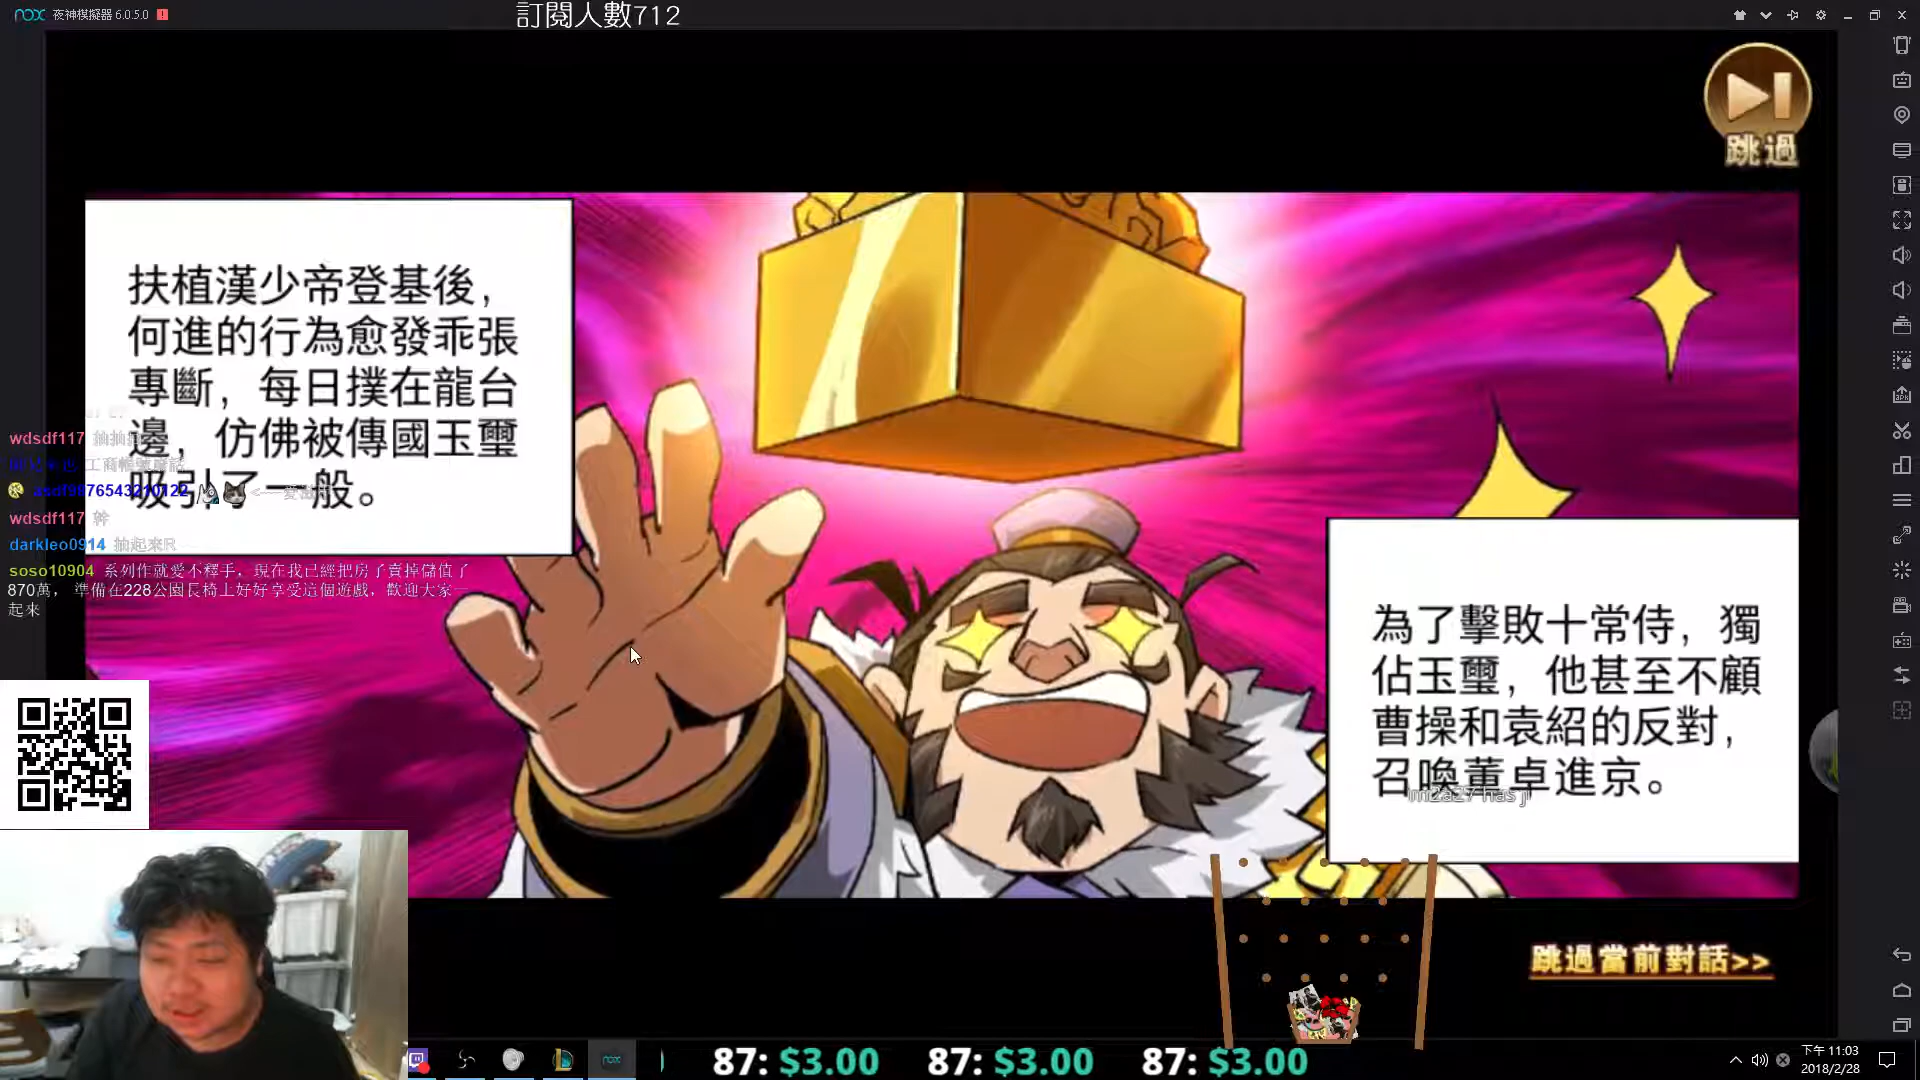 nox 夜神模擬器 6.0.5.0
訂閱人數712
跳過
扶植漢少帝登基後，
何進的行為愈發乖張
專斷，每日撲在龍台
邊，仿佛被傳國玉璽
吸引了一般。
wdsdf117
asdf9876543210122
wdsdf117 幹
darkleo0914 抽起來R
soso10904 系列作就愛不釋手，現在我已經把房子賣掉儲值了
870萬， 準備在228公園長椅上好好享受這個遊戲，歡迎大家一
起來
為了擊敗十常侍，獨
佔玉璽，他甚至不顧
曹操和袁紹的反對，
召喚董卓進京。
跳過當前對話>>
87: $3.00 87: $3.00 87: $3.00
下午 11:03
2018/2/28